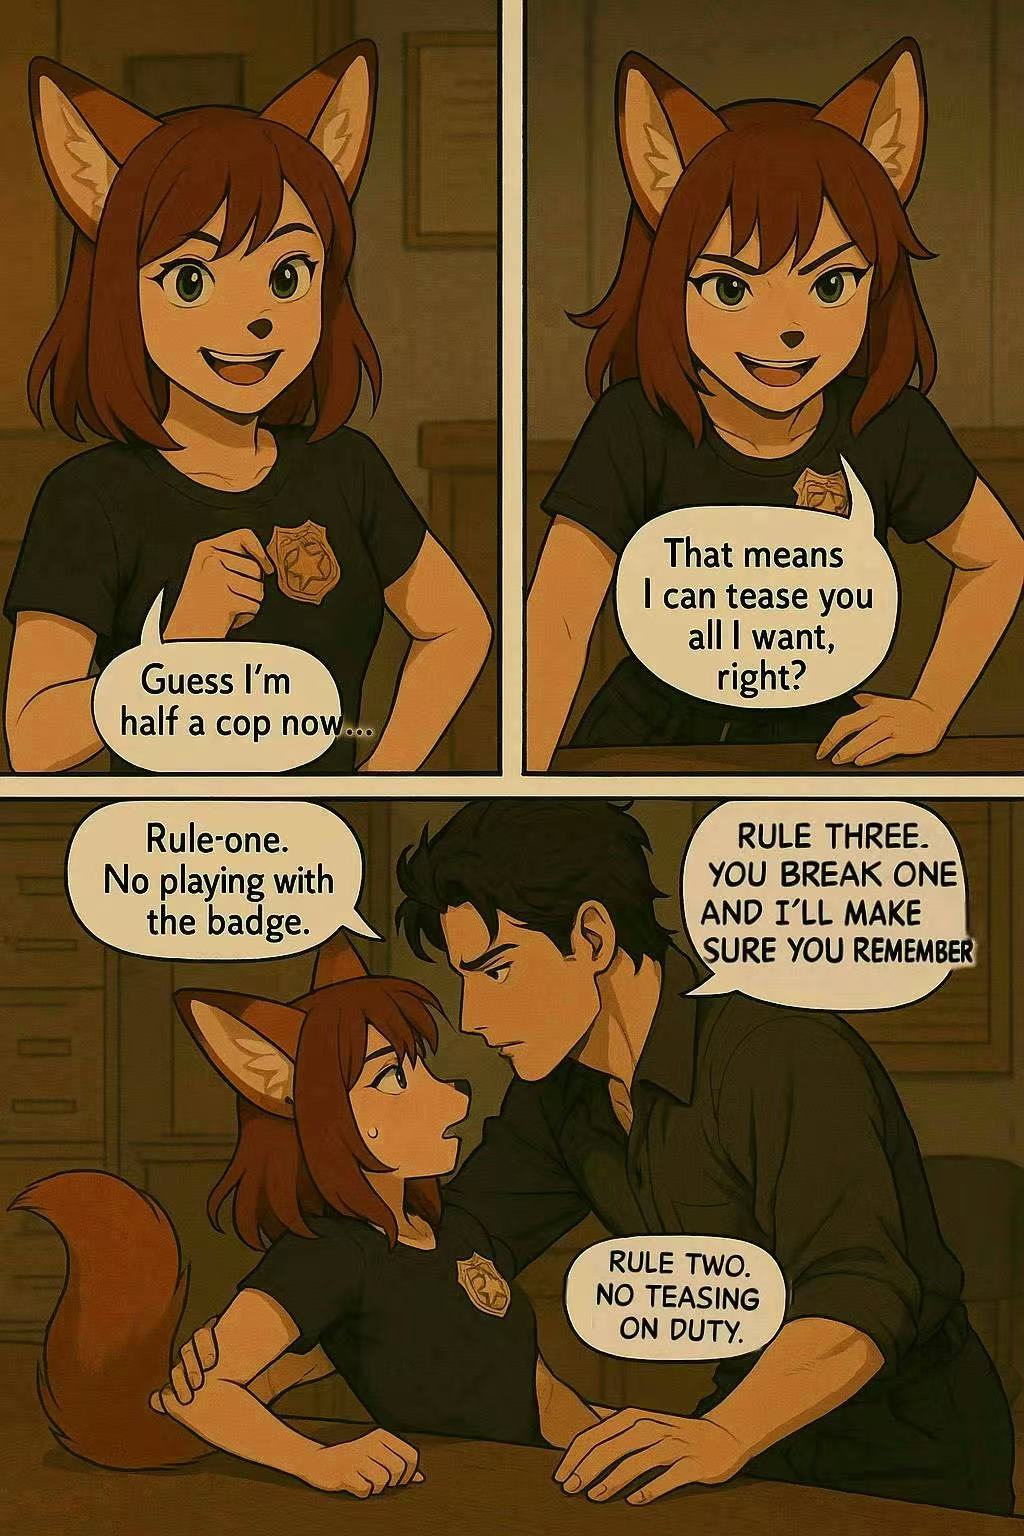 Guess I'm
half a cop now...
That means
I can tease you
all I want,
right?
Rule-one.
No playing with
the badge.
RULE TWO.
NO TEASING
ON DUTY.
RULE THREE.
YOU BREAK ONE
AND I'LL MAKE
SURE YOU REMEMBER